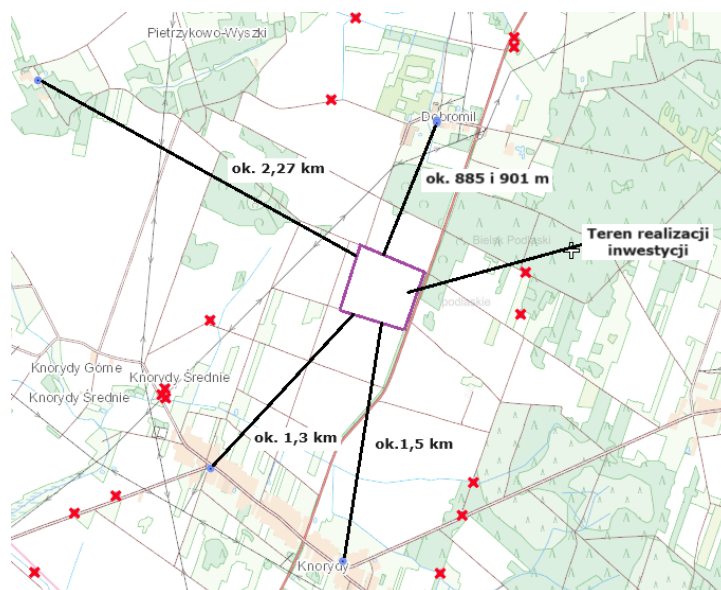 Pietrzykowo-Wyszki
Dobromil
ok. 2,27 km
ok. 885 i 901 m
Teren realizacji
inwestycji
Bielsk Podlaski
podlaskie
Knorydy Górne
Knorydy Średnie
Knorydy Średnie
ok. 1,3 km
ok.1,5 km
Knorydy